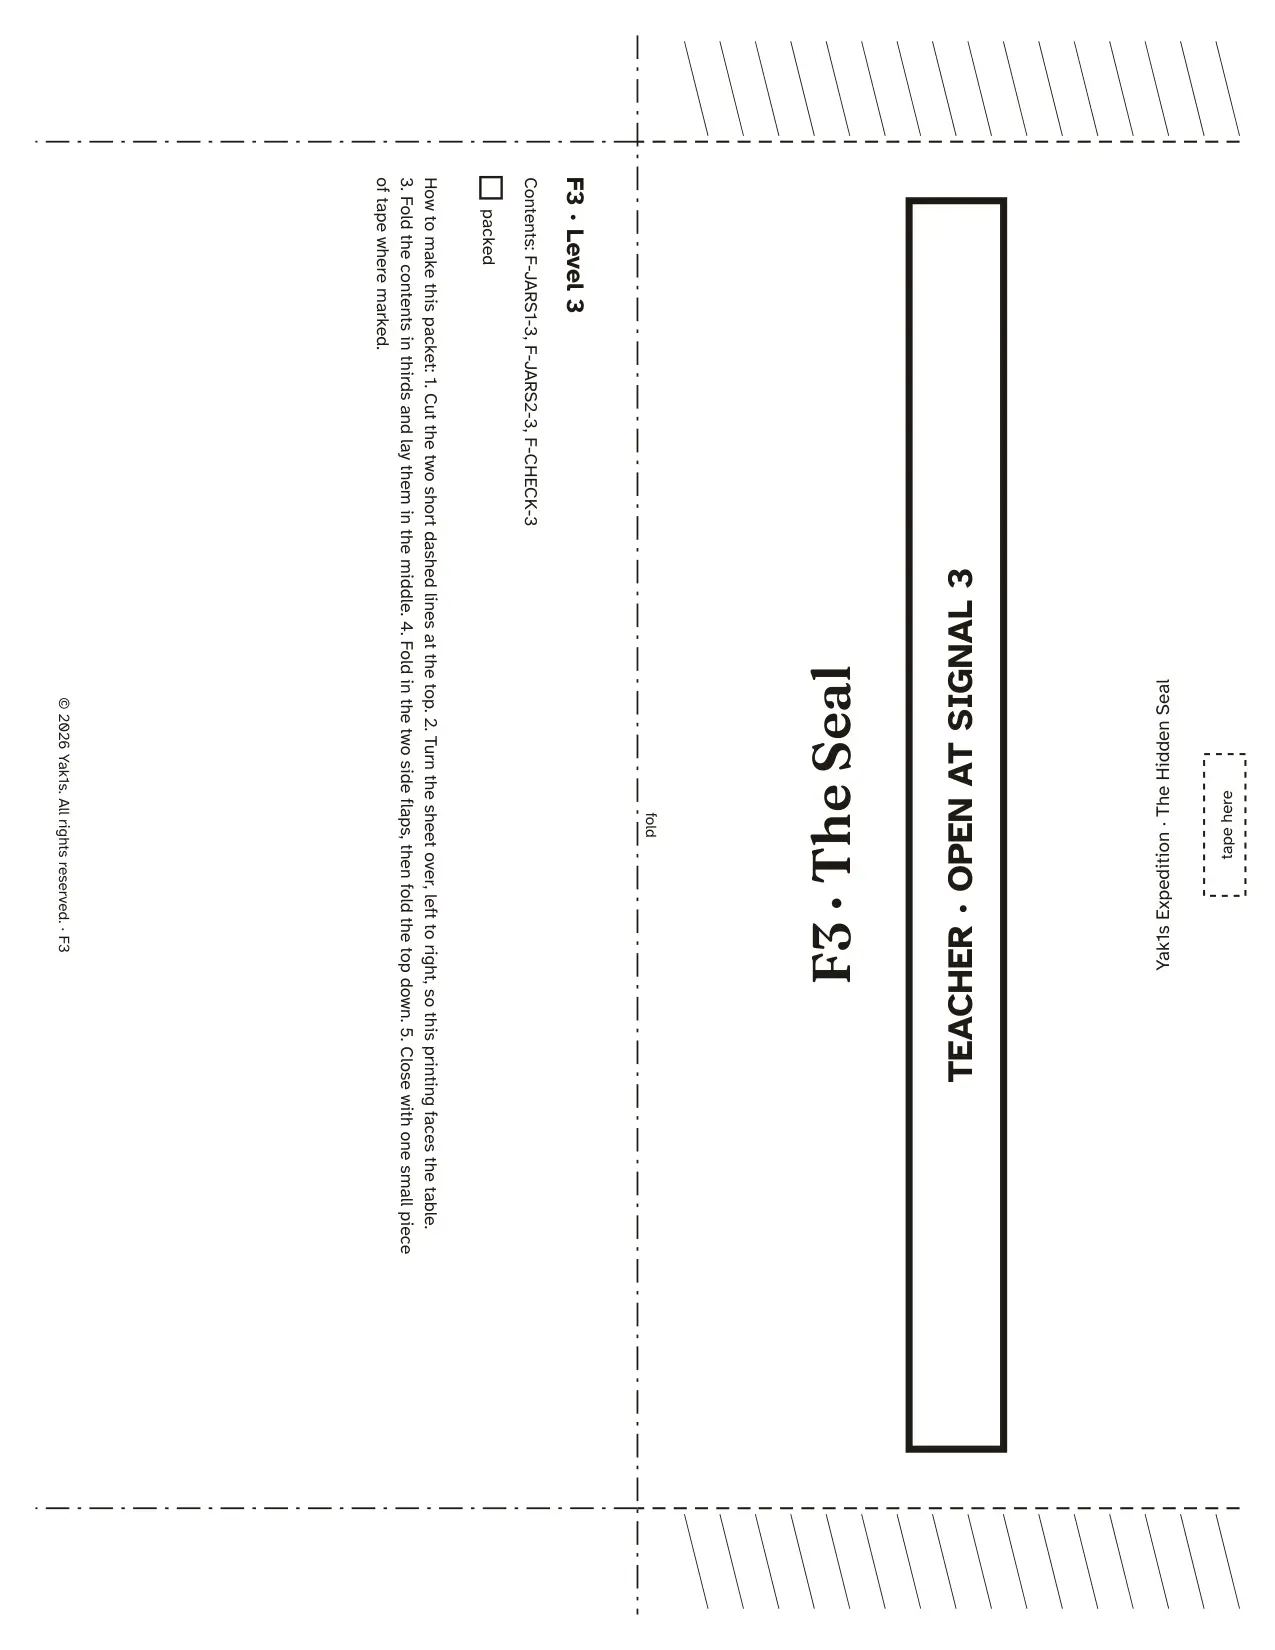 F3 · Level 3
Contents: F-JARS1-3, F-JARS2-3, F-CHECK-3
packed
How to make this packet: 1. Cut the two short dashed lines at the top. 2. Turn the sheet over, left to right, so this printing faces the table.
3. Fold the contents in thirds and lay them in the middle. 4. Fold in the two side flaps, then fold the top down. 5. Close with one small piece
of tape where marked.
© 2026 Yak1s. All rights reserved. · F3
fold
F3 · The Seal
TEACHER · OPEN AT SIGNAL 3
Yak1s Expedition · The Hidden Seal
tape here